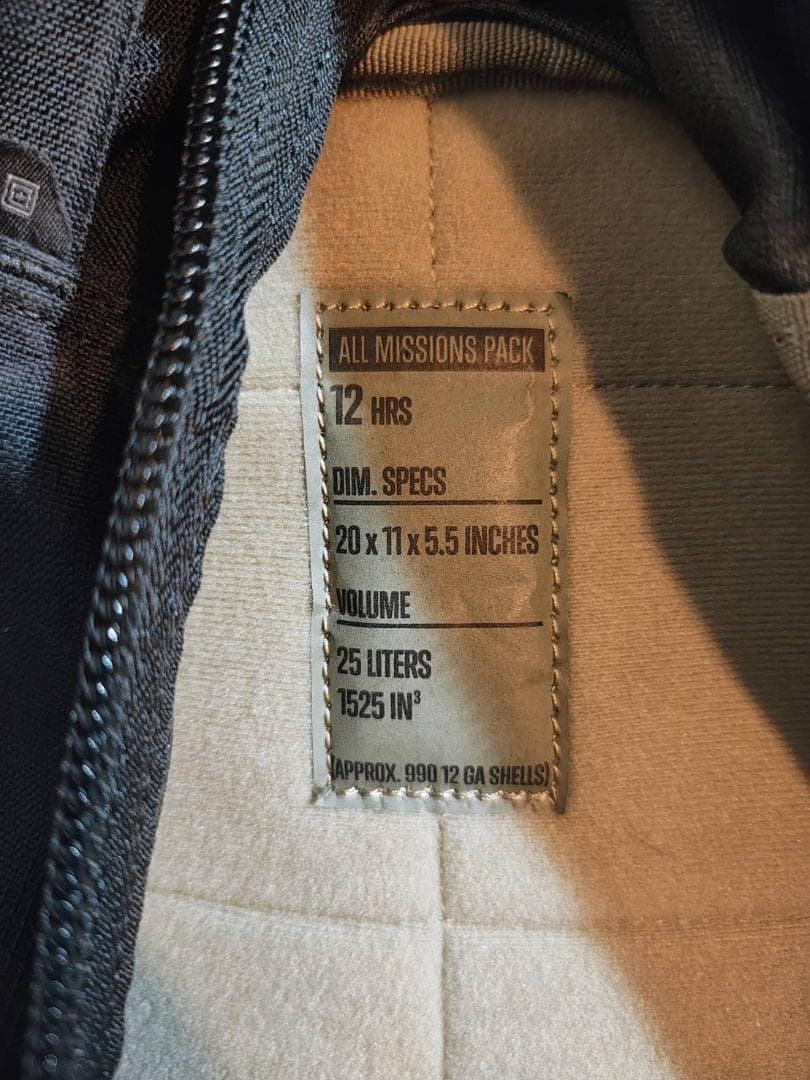 ALL MISSIONS PACK
12 HRS
DIM. SPECS
20 x 11 x 5.5 INCHES
VOLUME
25 LITERS
1525 IN³
(APPROX. 990 12 GA SHELLS)